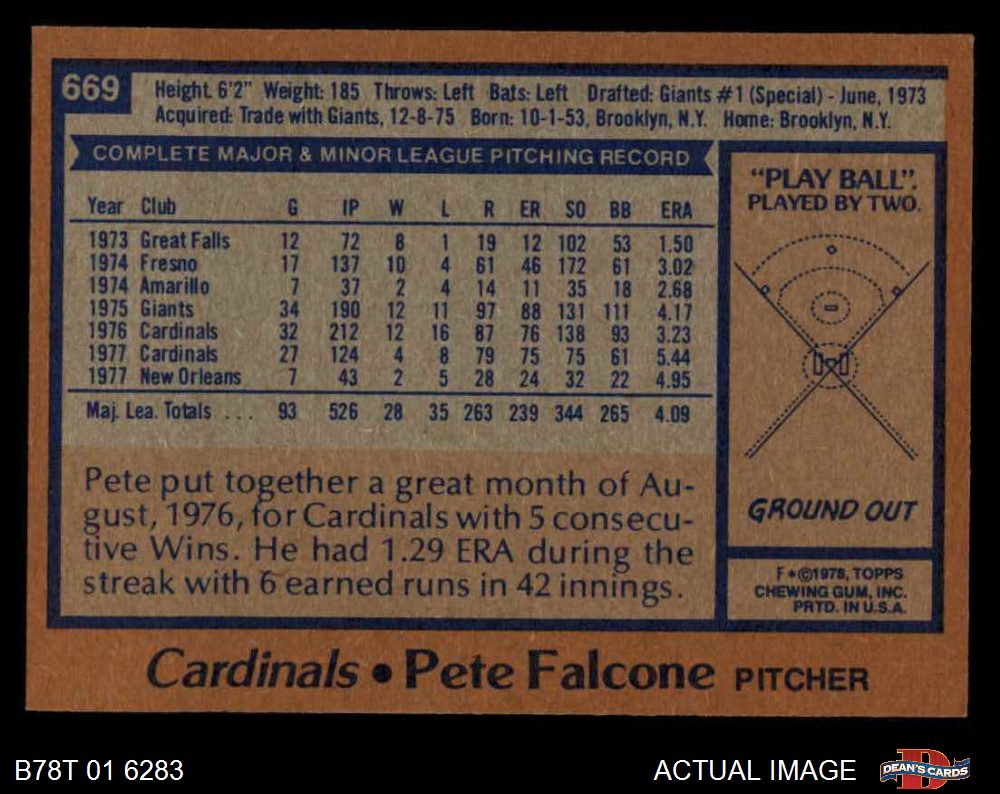 669
Height 6'2" Weight: 185 Throws: Left Bats: Left Drafted: Giants #1 (Special) - June, 1973
Acquired: Trade with Giants, 12-8-75 Born: 10-1-53, Brooklyn, N.Y. Home: Brooklyn, N.Y.
COMPLETE MAJOR & MINOR LEAGUE PITCHING RECORD
Year Club G IP W L R ER SO BB ERA
1973 Great Falls 12 72 8 1 19 12 102 53 1.50
1974 Fresno 17 137 10 4 61 46 172 61 3.02
1974 Amarillo 7 37 2 4 14 11 35 18 2.68
1975 Giants 34 190 12 11 97 88 131 111 4.17
1976 Cardinals 32 212 12 16 87 76 138 93 3.23
1977 Cardinals 27 124 4 8 79 75 75 61 5.44
1977 New Orleans 7 43 2 5 28 24 32 22 4.95
Maj. Lea. Totals ... 93 526 28 35 263 239 344 265 4.09
Pete put together a great month of Au-
gust, 1976, for Cardinals with 5 consecu-
tive Wins. He had 1.29 ERA during the
streak with 6 earned runs in 42 innings.
"PLAY BALL".
PLAYED BY TWO.
GROUND OUT
F*©1978, TOPPS
CHEWING GUM, INC.
PRTD. IN U.S.A.
Cardinals • Pete Falcone PITCHER
B78T 01 6283
ACTUAL IMAGE
DEAN'S CARDS